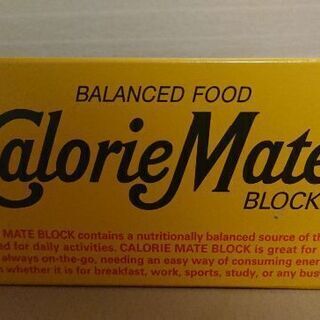 BALANCED FOOD
CalorieMate
BLOCK
MATE BLOCK contains a nutritionally balanced source of th
ed for daily activities. CALORIE MATE BLOCK is great for
always on-the-go, needing an easy way of consuming ener
n whether it is for breakfast, work, sports, study, or any bus